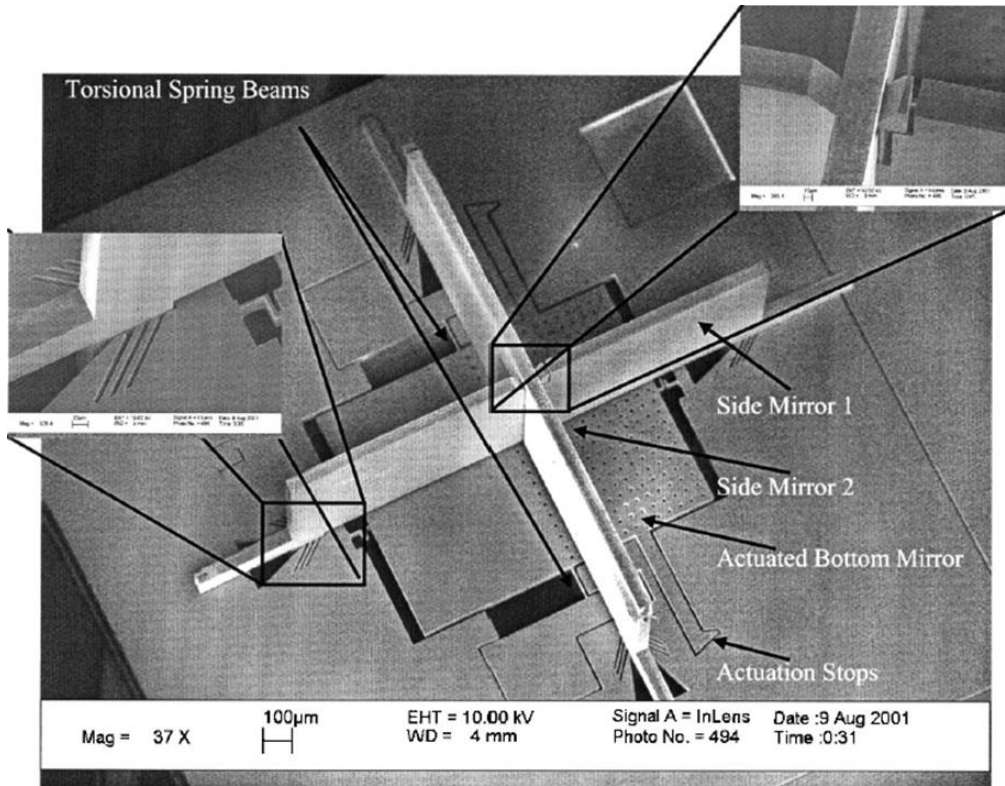 Torsional Spring Beams
Side Mirror 1
Side Mirror 2
Actuated Bottom Mirror
Actuation Stops
Mag = 37 X
100µm
EHT = 10.00 kV
WD = 4 mm
Signal A = InLens
Photo No. = 494
Date :9 Aug 2001
Time :0:31